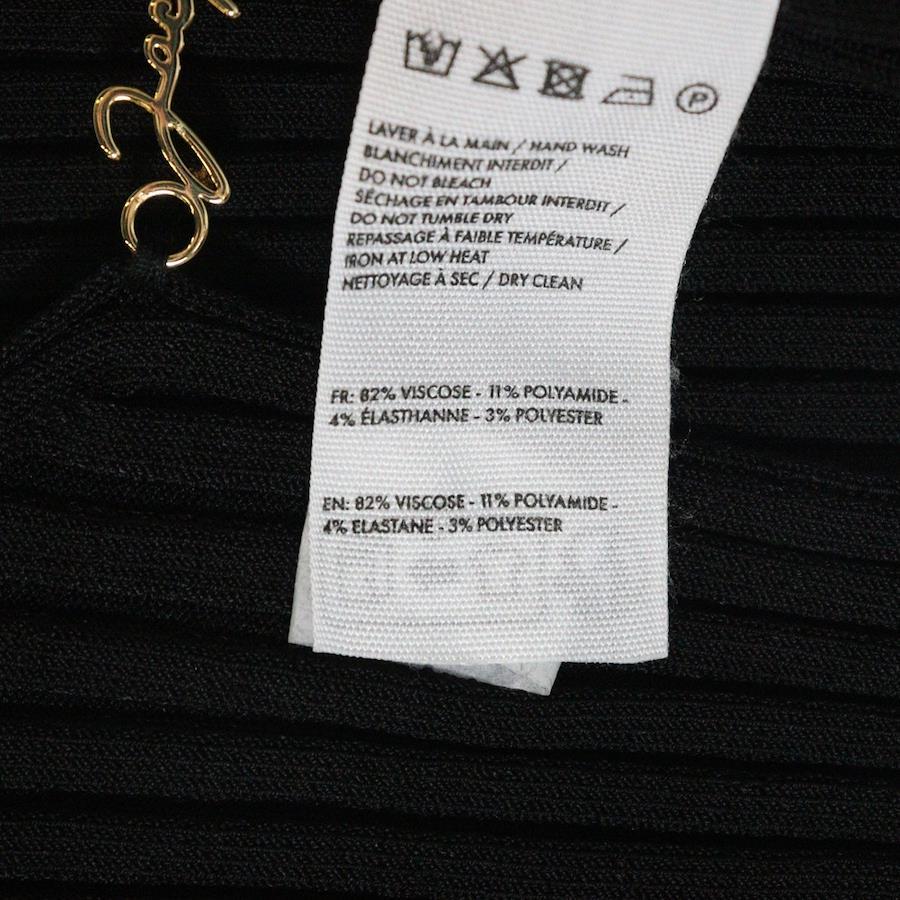 P
LAVER À LA MAIN / HAND WASH
BLANCHIMENT INTERDIT /
DO NOT BLEACH
SÉCHAGE EN TAMBOUR INTERDIT /
DO NOT TUMBLE DRY
REPASSAGE À FAIBLE TEMPÉRATURE /
IRON AT LOW HEAT
NETTOYAGE À SEC / DRY CLEAN
FR: 82% VISCOSE - 11% POLYAMIDE -
4% ÉLASTHANNE - 3% POLYESTER
EN: 82% VISCOSE - 11% POLYAMIDE -
4% ELASTANE - 3% POLYESTER